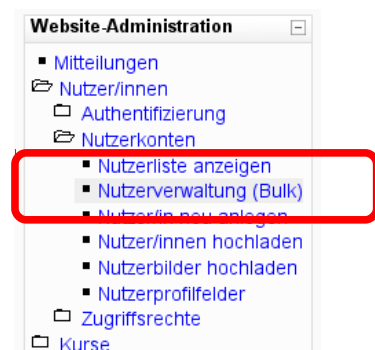 Website-Administration
Mitteilungen
Nutzer/innen
Authentifizierung
Nutzerkonten
Nutzerliste anzeigen
Nutzerverwaltung (Bulk)
Nutzer/in neu anlegen
Nutzer/innen hochladen
Nutzerbilder hochladen
Nutzerprofilfelder
Zugriffsrechte
Kurse